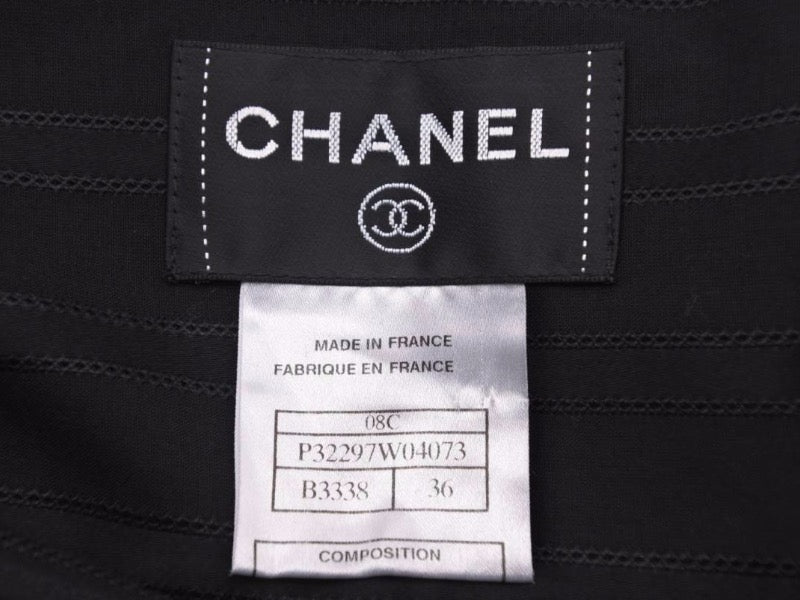 CHANEL
MADE IN FRANCE
FABRIQUE EN FRANCE
08C
P32297W04073
B3338 36
COMPOSITION